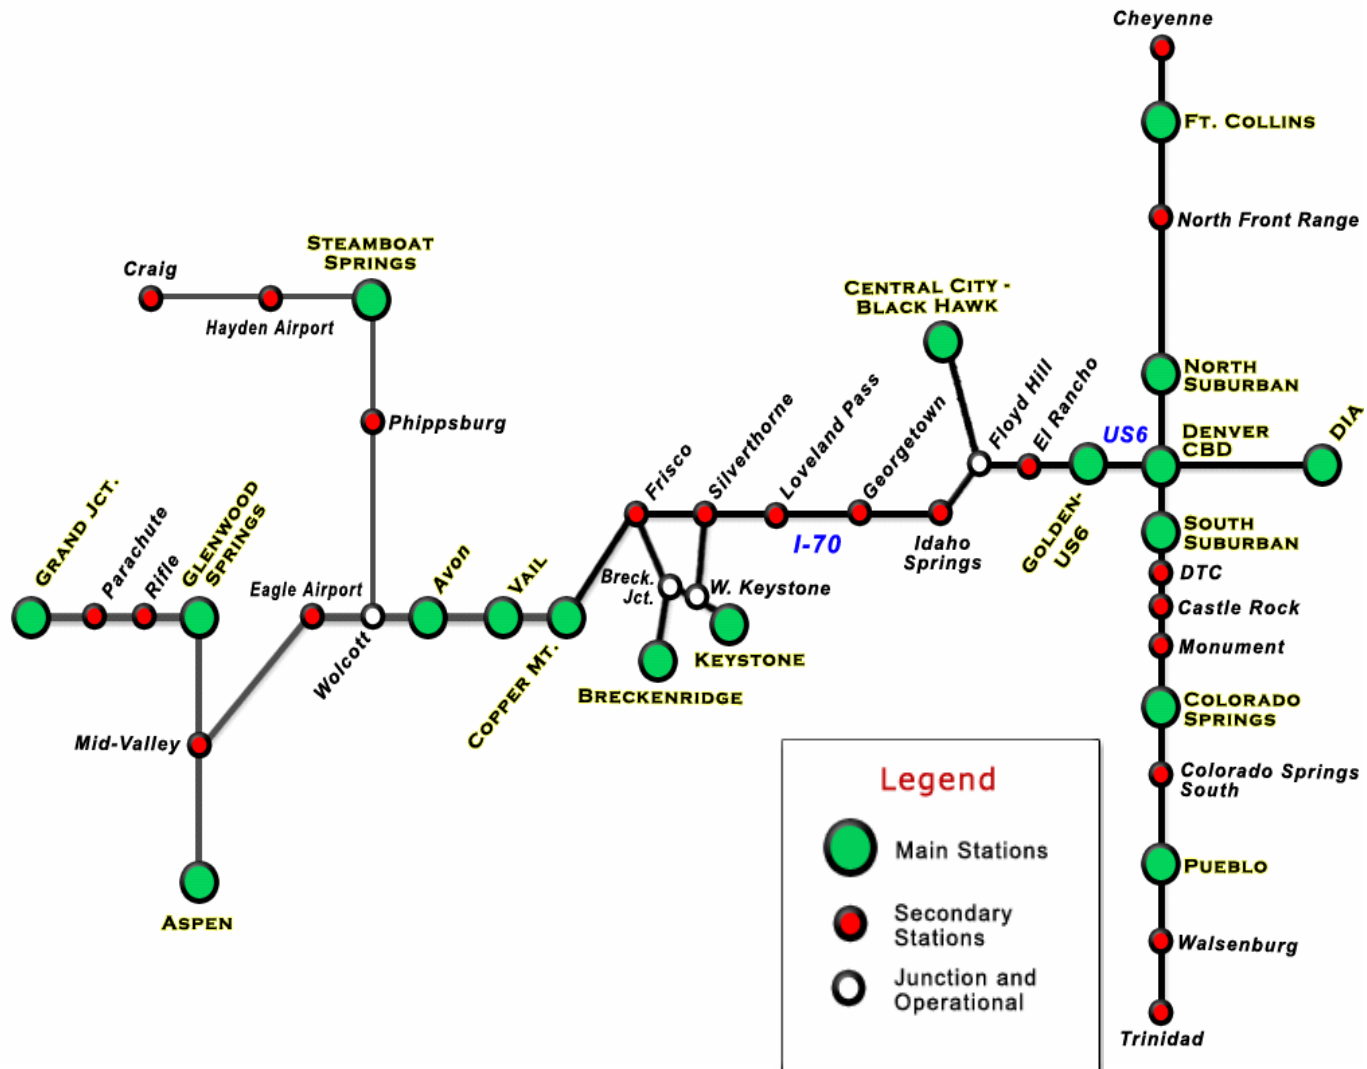 Cheyenne
FT. COLLINS
North Front Range
STEAMBOAT
SPRINGS
Craig
Hayden Airport
CENTRAL CITY -
BLACK HAWK
NORTH
SUBURBAN
Phippsburg
Frisco
Silverthorne
Loveland Pass
Georgetown
Floyd Hill
El Rancho
US6
DENVER
CBD
DIA
GRAND JCT.
Parachute
Rifle
GLENWOOD
SPRINGS
Eagle Airport
Wolcott
Avon
VAIL
COPPER MT.
Breck.
Jct.
W. Keystone
I-70
Idaho
Springs
GOLDEN-
US6
SOUTH
SUBURBAN
DTC
Castle Rock
Monument
KEYSTONE
BRECKENRIDGE
COLORADO
SPRINGS
Mid-Valley
Colorado Springs
South
ASPEN
PUEBLO
Walsenburg
Trinidad
Legend
Main Stations
Secondary
Stations
Junction and
Operational